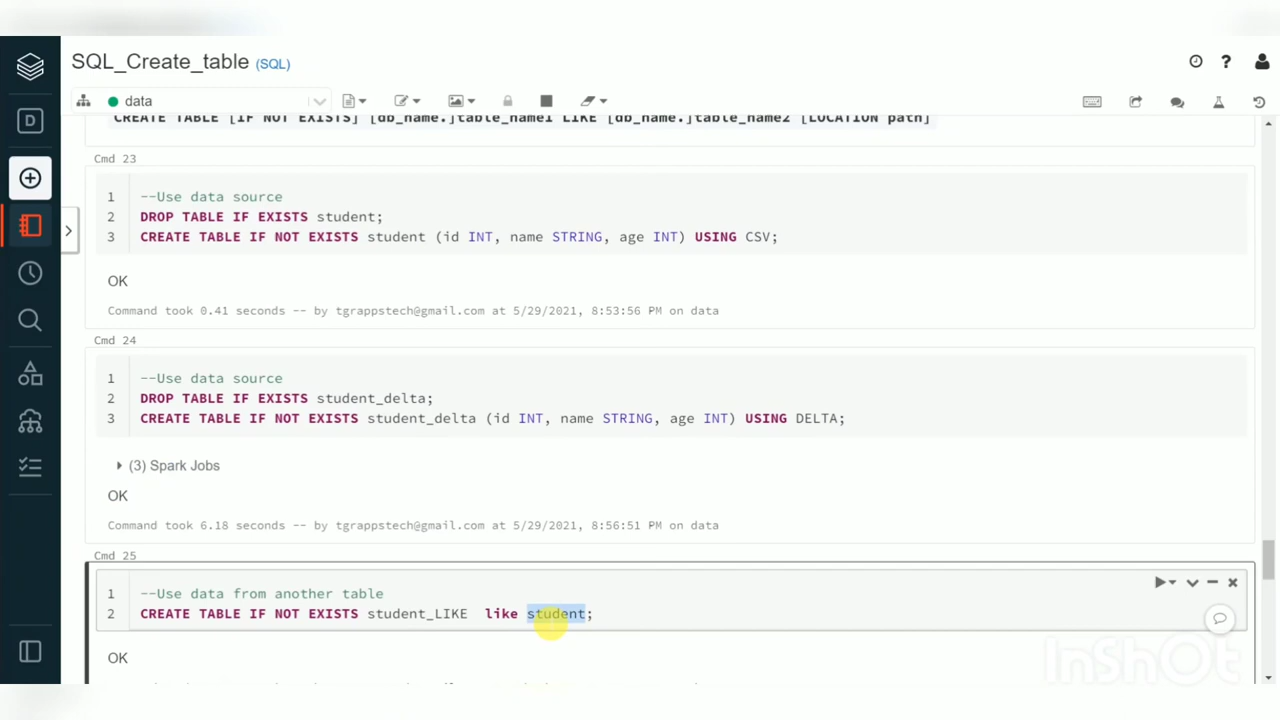 SQL_Create_table (SQL)
D
data
CREATE TABLE [IF NOT EXISTS] [db_name.]table_name1 LIKE [db_name.]table_name2 [LOCATION path]
Cmd 23
1 --Use data source
2 DROP TABLE IF EXISTS student;
3 CREATE TABLE IF NOT EXISTS student (id INT, name STRING, age INT) USING CSV;
OK
Command took 0.41 seconds -- by tgrappstech@gmail.com at 5/29/2021, 8:53:56 PM on data
Cmd 24
1 --Use data source
2 DROP TABLE IF EXISTS student_delta;
3 CREATE TABLE IF NOT EXISTS student_delta (id INT, name STRING, age INT) USING DELTA;
(3) Spark Jobs
OK
Command took 6.18 seconds -- by tgrappstech@gmail.com at 5/29/2021, 8:56:51 PM on data
Cmd 25
1 --Use data from another table
2 CREATE TABLE IF NOT EXISTS student_LIKE  like student;
OK
InShOt